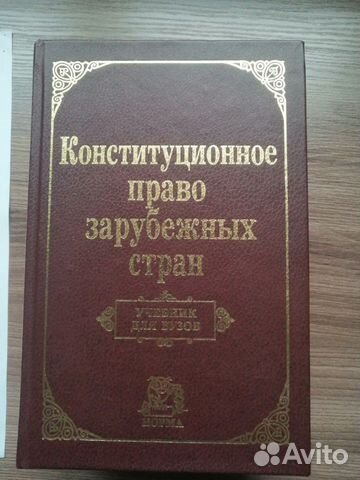 Конституционное
право
зарубежных
стран
УЧЕБНИК
ДЛЯ ВУЗОВ
НОРМА
Avito